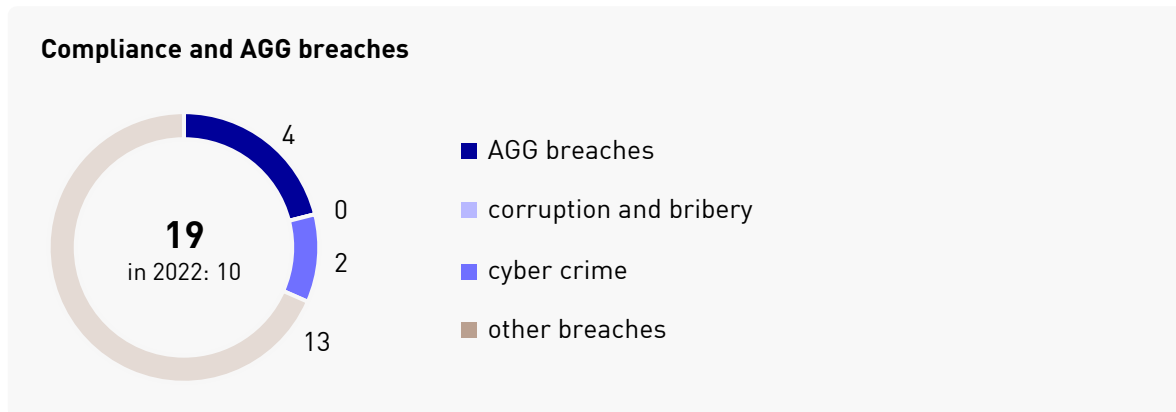 Compliance and AGG breaches
4
0
2
13
19
in 2022: 10
AGG breaches
corruption and bribery
cyber crime
other breaches